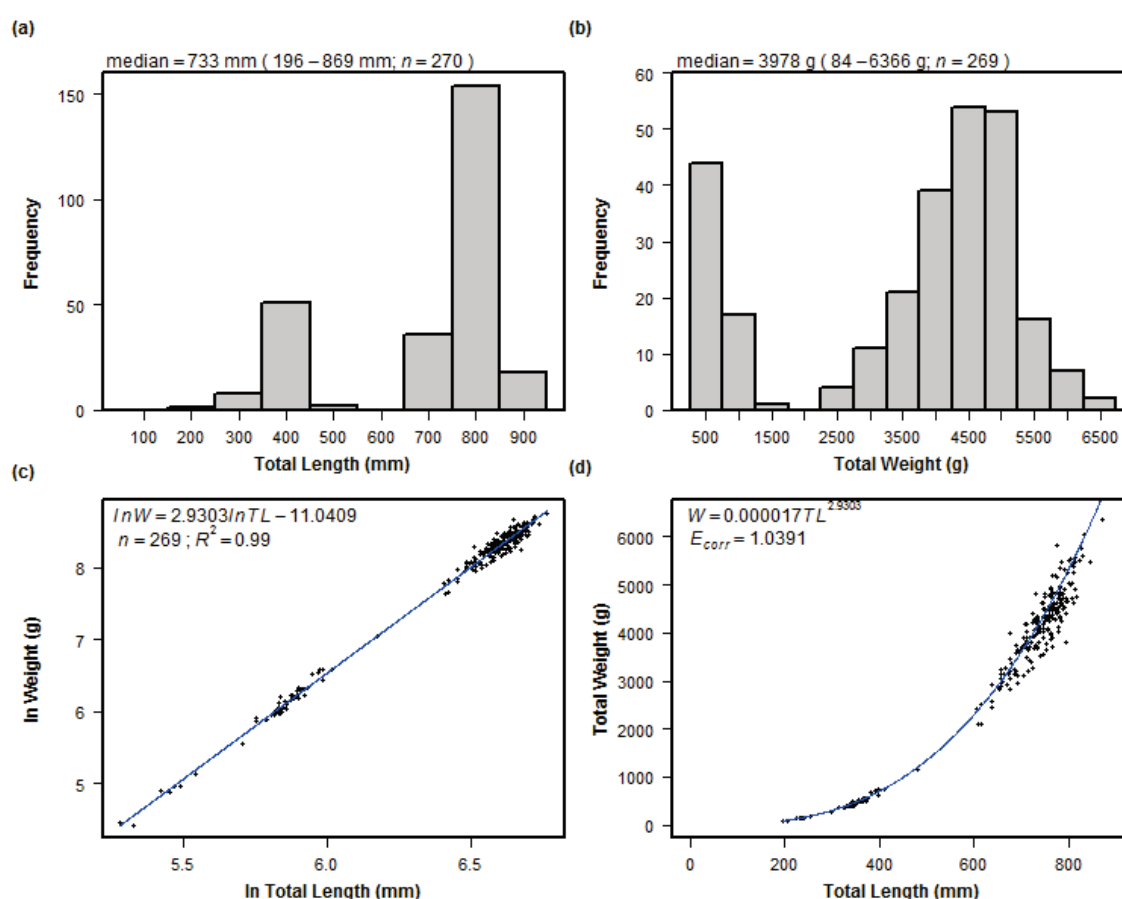 (a)
median = 733 mm ( 196 – 869 mm; n = 270 )
150
100
50
0
Frequency
100 200 300 400 500 600 700 800 900
Total Length (mm)
(b)
median = 3978 g ( 84 – 6366 g; n = 269 )
60
50
40
30
20
10
0
Frequency
500 1500 2500 3500 4500 5500 6500
Total Weight (g)
(c)
lnW = 2.9303lnTL – 11.0409
n = 269 ; R² = 0.99
8
7
6
5
ln Weight (g)
5.5 6.0 6.5
ln Total Length (mm)
(d)
W = 0.000017TL^2.9303
E_corr = 1.0391
6000
5000
4000
3000
2000
1000
0
Total Weight (g)
0 200 400 600 800
Total Length (mm)